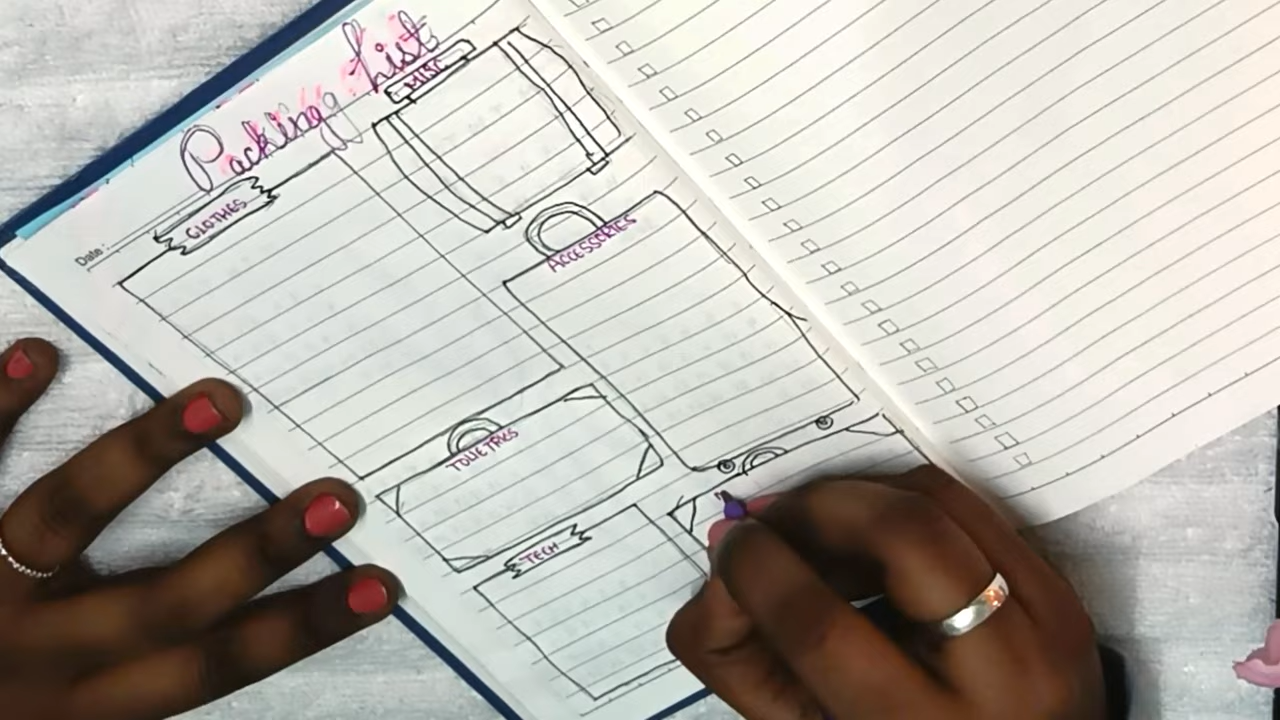 Packing List
Date :
MISC
CLOTHES
ACCESSORIES
TOILETRIES
TECH